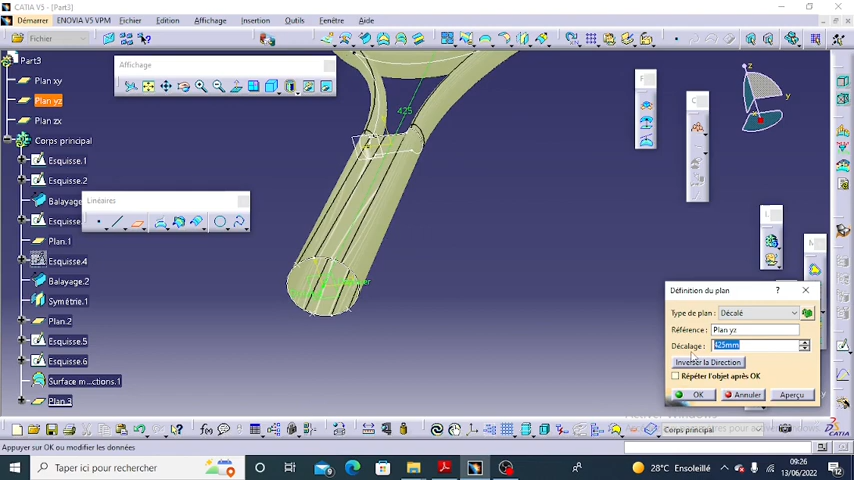 CATIA V5 VPM - [Part3]
Démarrer ENOVIA V5 VPM Fichier Edition Affichage Insertion Outils Fenêtre Aide
Fichier
Part3
Plan xy
Plan yz
Plan zx
Corps principal
Esquisse.1
Esquisse.2
Balayage
Esquisse
Plan.1
Esquisse.4
Balayage.2
Symétrie.1
Plan.2
Esquisse.5
Esquisse.6
Surface m...ctions.1
Plan.3
Affichage
Linéaires
425
z
y
F
C
I.
M
Définition du plan
Type de plan : Décalé
Référence : Plan yz
Décalage : 425mm
Inverser la Direction
Répéter l'objet après OK
OK Annuler Aperçu
Corps principal
Appuyer sur OK ou modifier les données
Taper ici pour rechercher
28°C Ensoleillé
09:26
13/06/2022